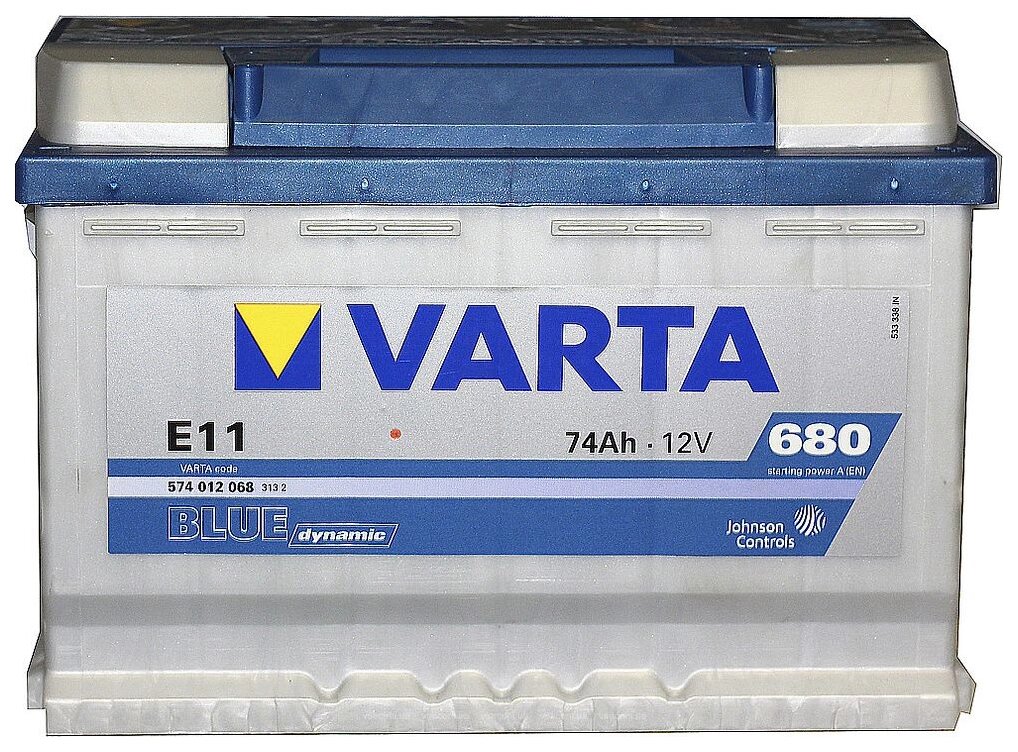 VARTA
533 338 IN
E11
74Ah · 12V
680
starting power A (EN)
VARTA code
574 012 068 313 2
BLUE dynamic
Johnson
Controls